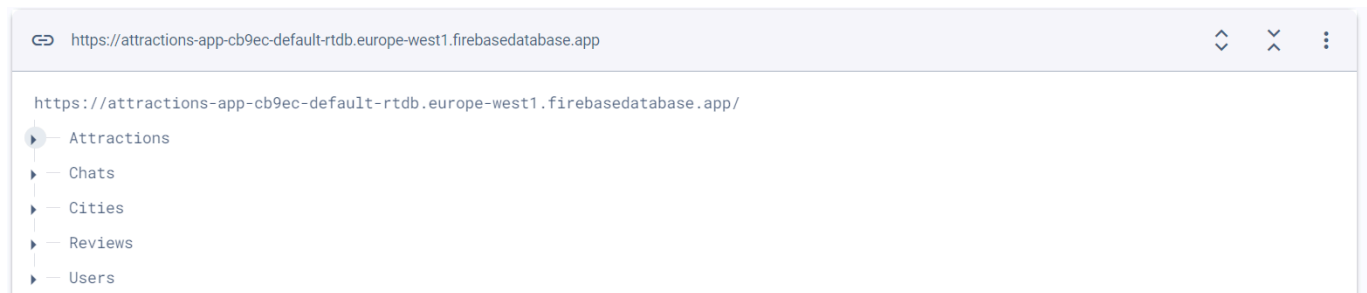 https://attractions-app-cb9ec-default-rtdb.europe-west1.firebasedatabase.app
https://attractions-app-cb9ec-default-rtdb.europe-west1.firebasedatabase.app/
Attractions
Chats
Cities
Reviews
Users